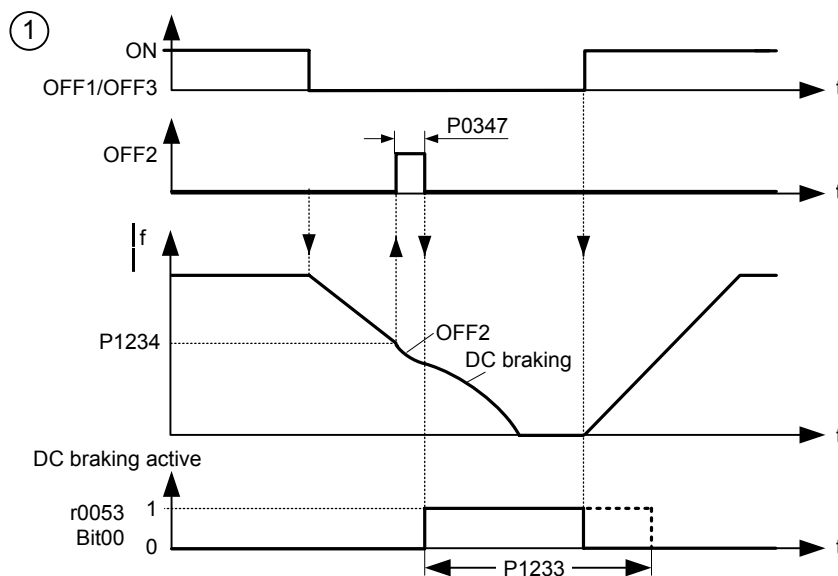 1
ON
OFF1/OFF3
t
P0347
OFF2
t
f
P1234
OFF2
DC braking
t
DC braking active
r0053
Bit00
1
0
t
P1233